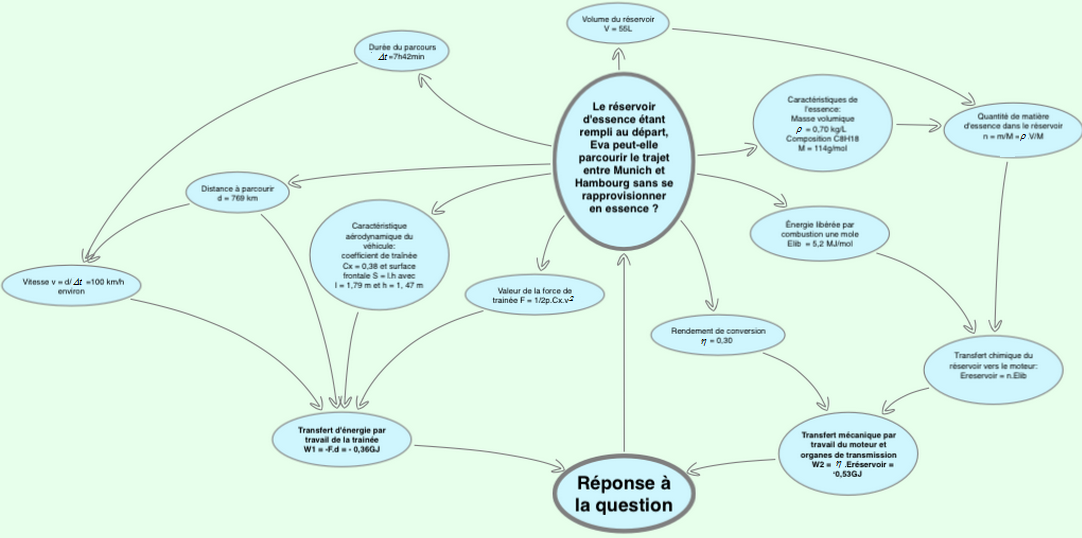 Volume du réservoir
V = 55L
Durée du parcours
Δt =7h42min
Le réservoir
d'essence étant
rempli au départ,
Eva peut-elle
parcourir le trajet
entre Munich et
Hambourg sans se
rapprovisionner
en essence ?
Caractéristiques de
l'essence:
Masse volumique
ρ = 0,70 kg/L
Composition C8H18
M = 114g/mol
Quantité de matière
d'essence dans le réservoir
n = m/M = ρ V/M
Distance à parcourir
d = 769 km
Caractéristique
aérodynamique du
véhicule:
coefficient de traînée
Cx = 0,38 et surface
frontale S = l.h avec
l = 1,79 m et h = 1, 47 m
Énergie libérée par
combustion une mole
Elib = 5,2 MJ/mol
Vitesse v = d/ Δt =100 km/h
environ
Valeur de la force de
trainée F = 1/2p.Cx.v²
Rendement de conversion
η = 0,30
Transfert chimique du
réservoir vers le moteur:
Ereservoir = n.Elib
Transfert d'énergie par
travail de la trainée
W1 = -F.d = - 0,36GJ
Transfert mécanique par
travail du moteur et
organes de transmission
W2 = η .Eréservoir =
0,53GJ
Réponse à
la question